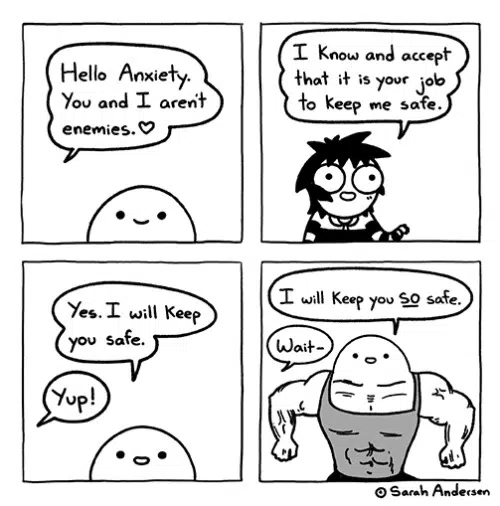 Hello Anxiety.
You and I aren't
enemies. ♡
I know and accept
that it is your job
to keep me safe.
Yes. I will keep
you safe.
Yup!
I will keep you so safe.
Wait-
© Sarah Andersen